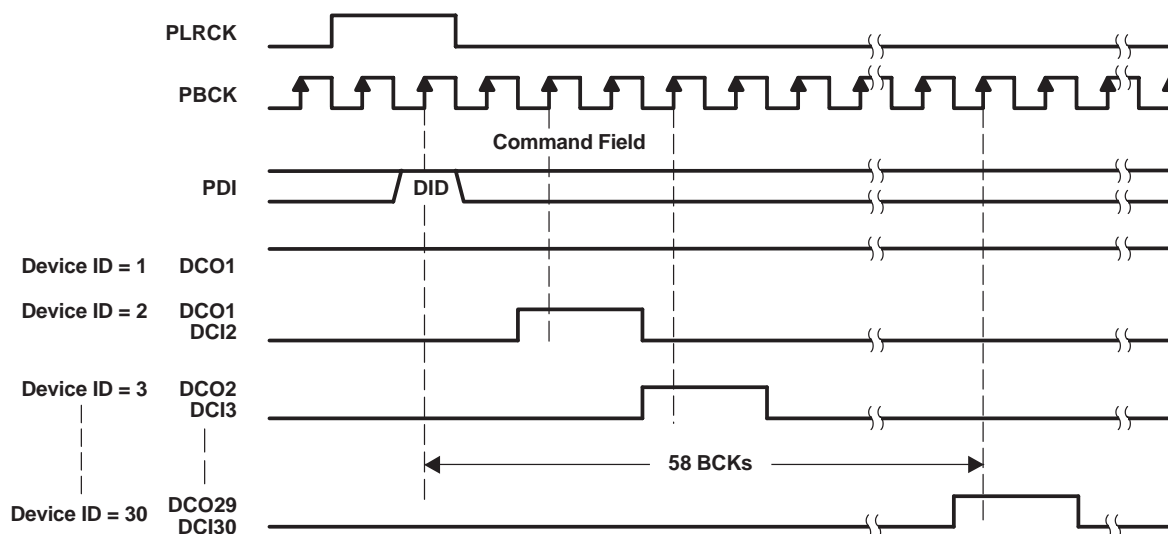 PLRCK
PBCK
Command Field
PDI
DID
Device ID = 1 DCO1
Device ID = 2 DCO1
DCI2
Device ID = 3 DCO2
DCI3
58 BCKs
Device ID = 30 DCO29
DCI30